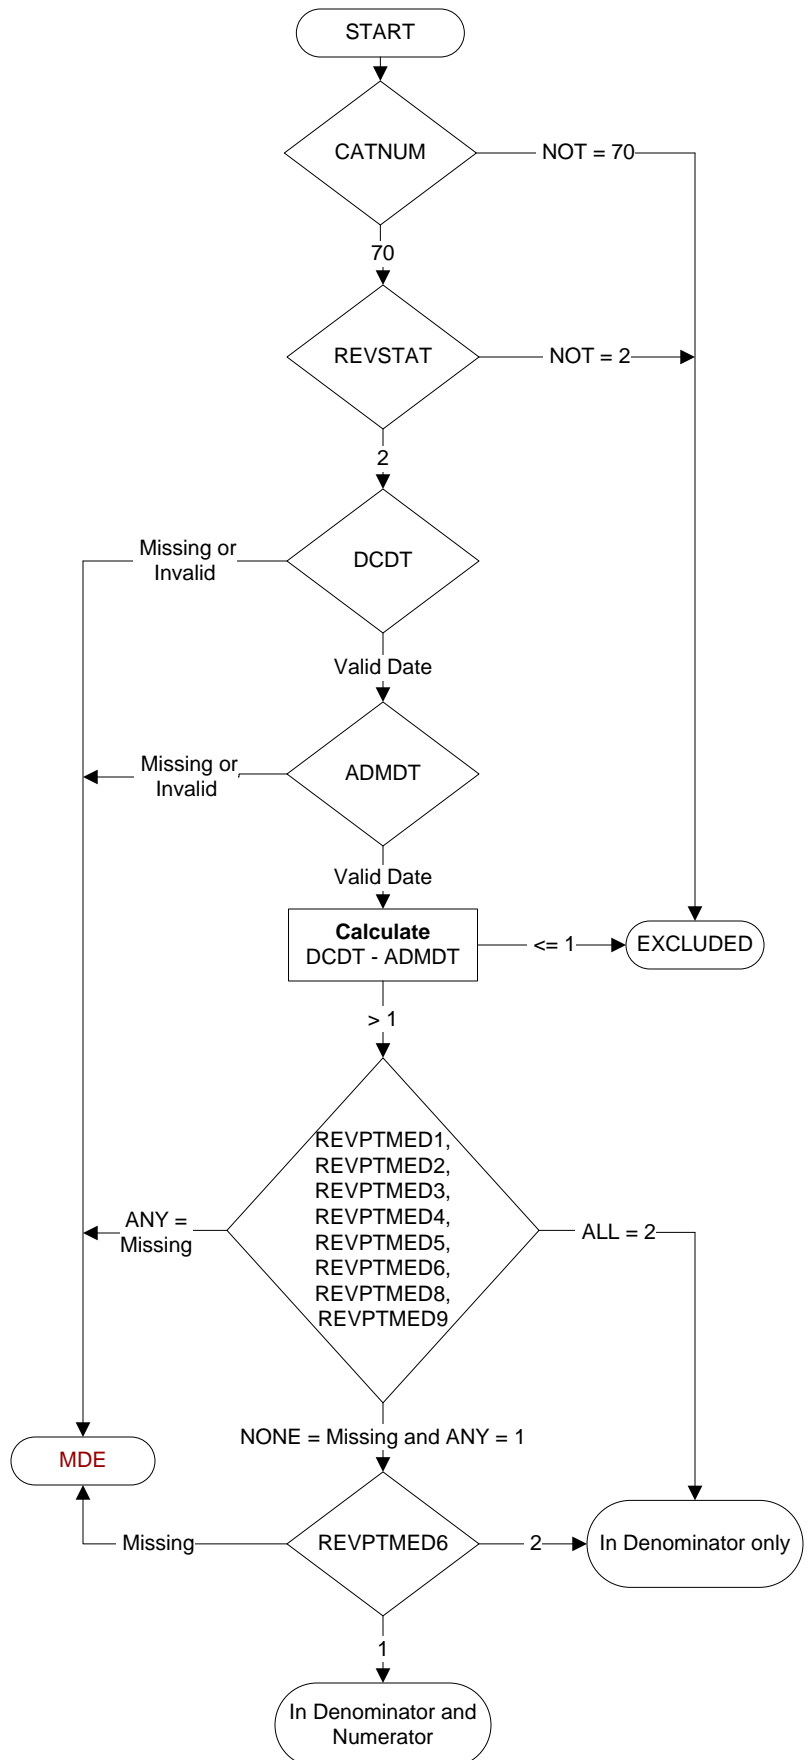 START
CATNUM
NOT = 70
70
REVSTAT
NOT = 2
2
Missing or
Invalid
DCDT
Valid Date
Missing or
Invalid
ADMDT
Valid Date
Calculate
DCDT - ADMDT
<= 1
EXCLUDED
> 1
REVPTMED1,
REVPTMED2,
REVPTMED3,
REVPTMED4,
REVPTMED5,
REVPTMED6,
REVPTMED8,
REVPTMED9
ANY =
Missing
ALL = 2
NONE = Missing and ANY = 1
MDE
Missing
REVPTMED6
2
In Denominator only
1
In Denominator and
Numerator